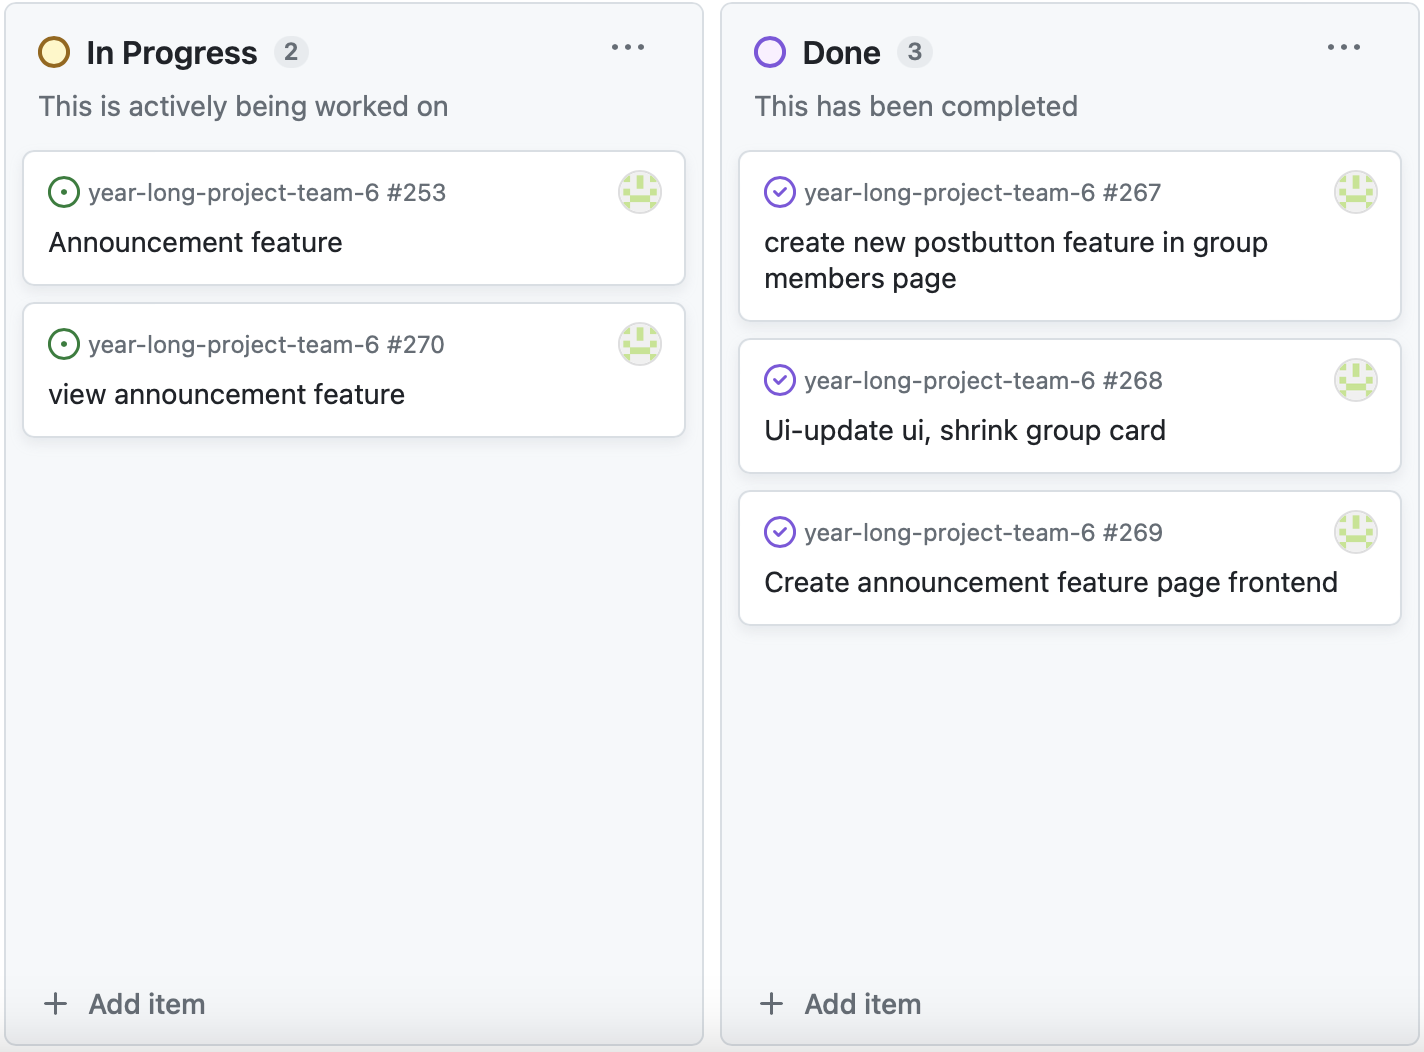 In Progress 2
This is actively being worked on
year-long-project-team-6 #253
Announcement feature
year-long-project-team-6 #270
view announcement feature
Add item
Done 3
This has been completed
year-long-project-team-6 #267
create new postbutton feature in group
members page
year-long-project-team-6 #268
Ui-update ui, shrink group card
year-long-project-team-6 #269
Create announcement feature page frontend
Add item